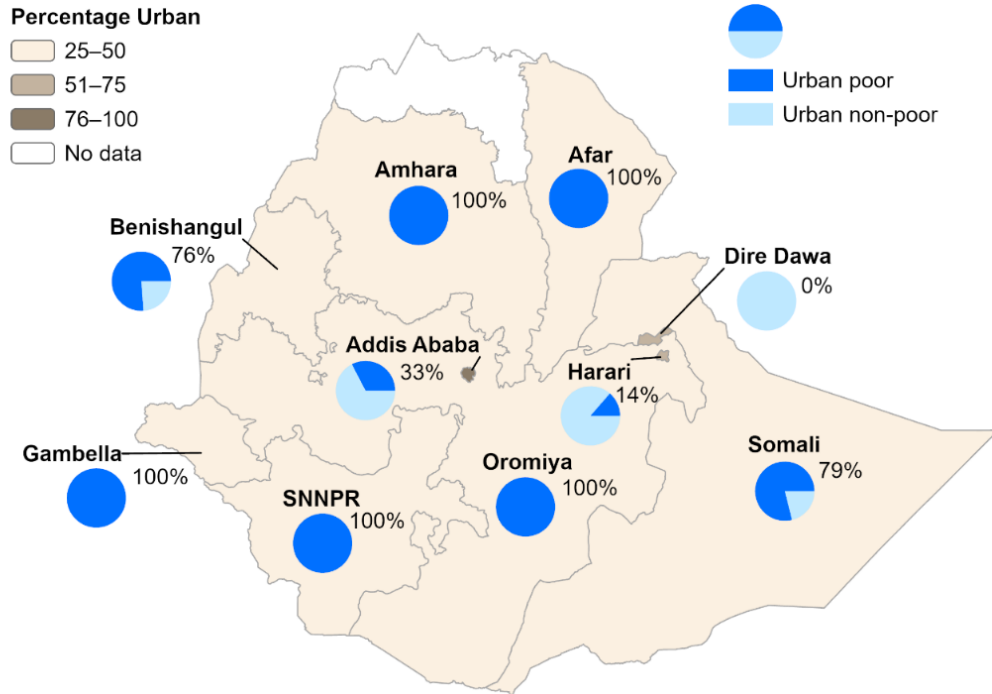 Percentage Urban
25–50
51–75
76–100
No data
Urban poor
Urban non-poor
Amhara
100%
Afar
100%
Benishangul
76%
Dire Dawa
0%
Addis Ababa
33%
Harari
14%
Gambella
100%
SNNPR
100%
Oromiya
100%
Somali
79%